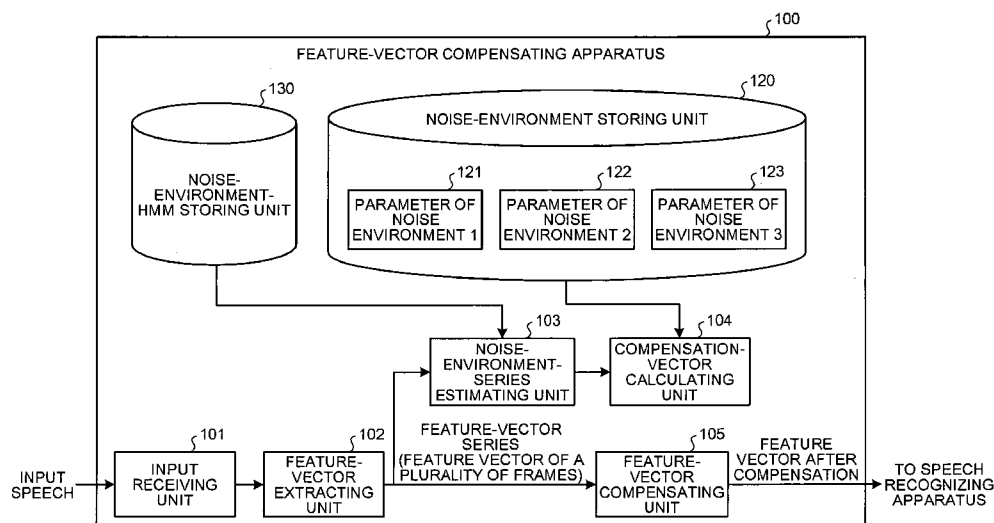 100
FEATURE-VECTOR COMPENSATING APPARATUS
130
120
NOISE-
ENVIRONMENT-
HMM STORING UNIT
NOISE-ENVIRONMENT STORING UNIT
121
122
123
PARAMETER OF
NOISE
ENVIRONMENT 1
PARAMETER OF
NOISE
ENVIRONMENT 2
PARAMETER OF
NOISE
ENVIRONMENT 3
103
104
NOISE-
ENVIRONMENT-
SERIES
ESTIMATING UNIT
COMPENSATION-
VECTOR
CALCULATING
UNIT
101
102
FEATURE-VECTOR
SERIES
(FEATURE VECTOR OF A
PLURALITY OF FRAMES)
105
FEATURE
VECTOR AFTER
COMPENSATION
INPUT
SPEECH
INPUT
RECEIVING
UNIT
FEATURE-
VECTOR
EXTRACTING
UNIT
FEATURE-
VECTOR
COMPENSATING
UNIT
TO SPEECH
RECOGNIZING
APPARATUS